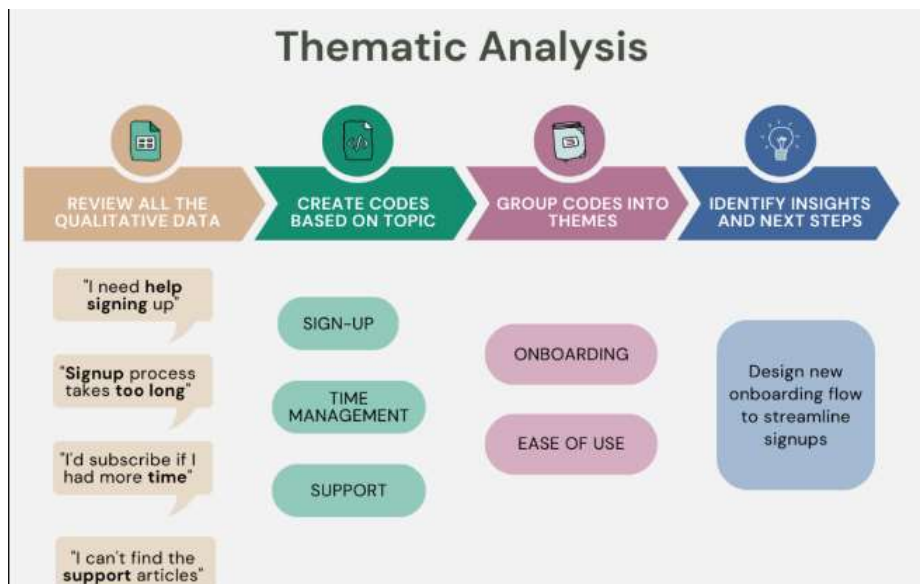 Thematic Analysis
REVIEW ALL THE
QUALITATIVE DATA
CREATE CODES
BASED ON TOPIC
GROUP CODES INTO
THEMES
IDENTIFY INSIGHTS
AND NEXT STEPS
"I need help
signing up"
"Signup process
takes too long"
"I'd subscribe if I
had more time"
"I can't find the
support articles"
SIGN-UP
TIME
MANAGEMENT
SUPPORT
ONBOARDING
EASE OF USE
Design new
onboarding flow
to streamline
signups